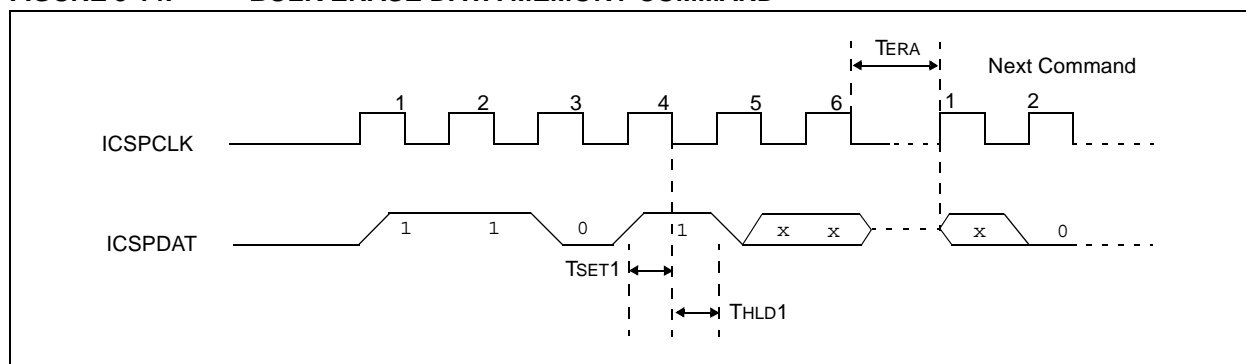 TERA
Next Command
1 2 3 4 5 6 1 2
ICSPCLK
ICSPDAT
1 1 0 1 x x x 0
TSET1
THLD1